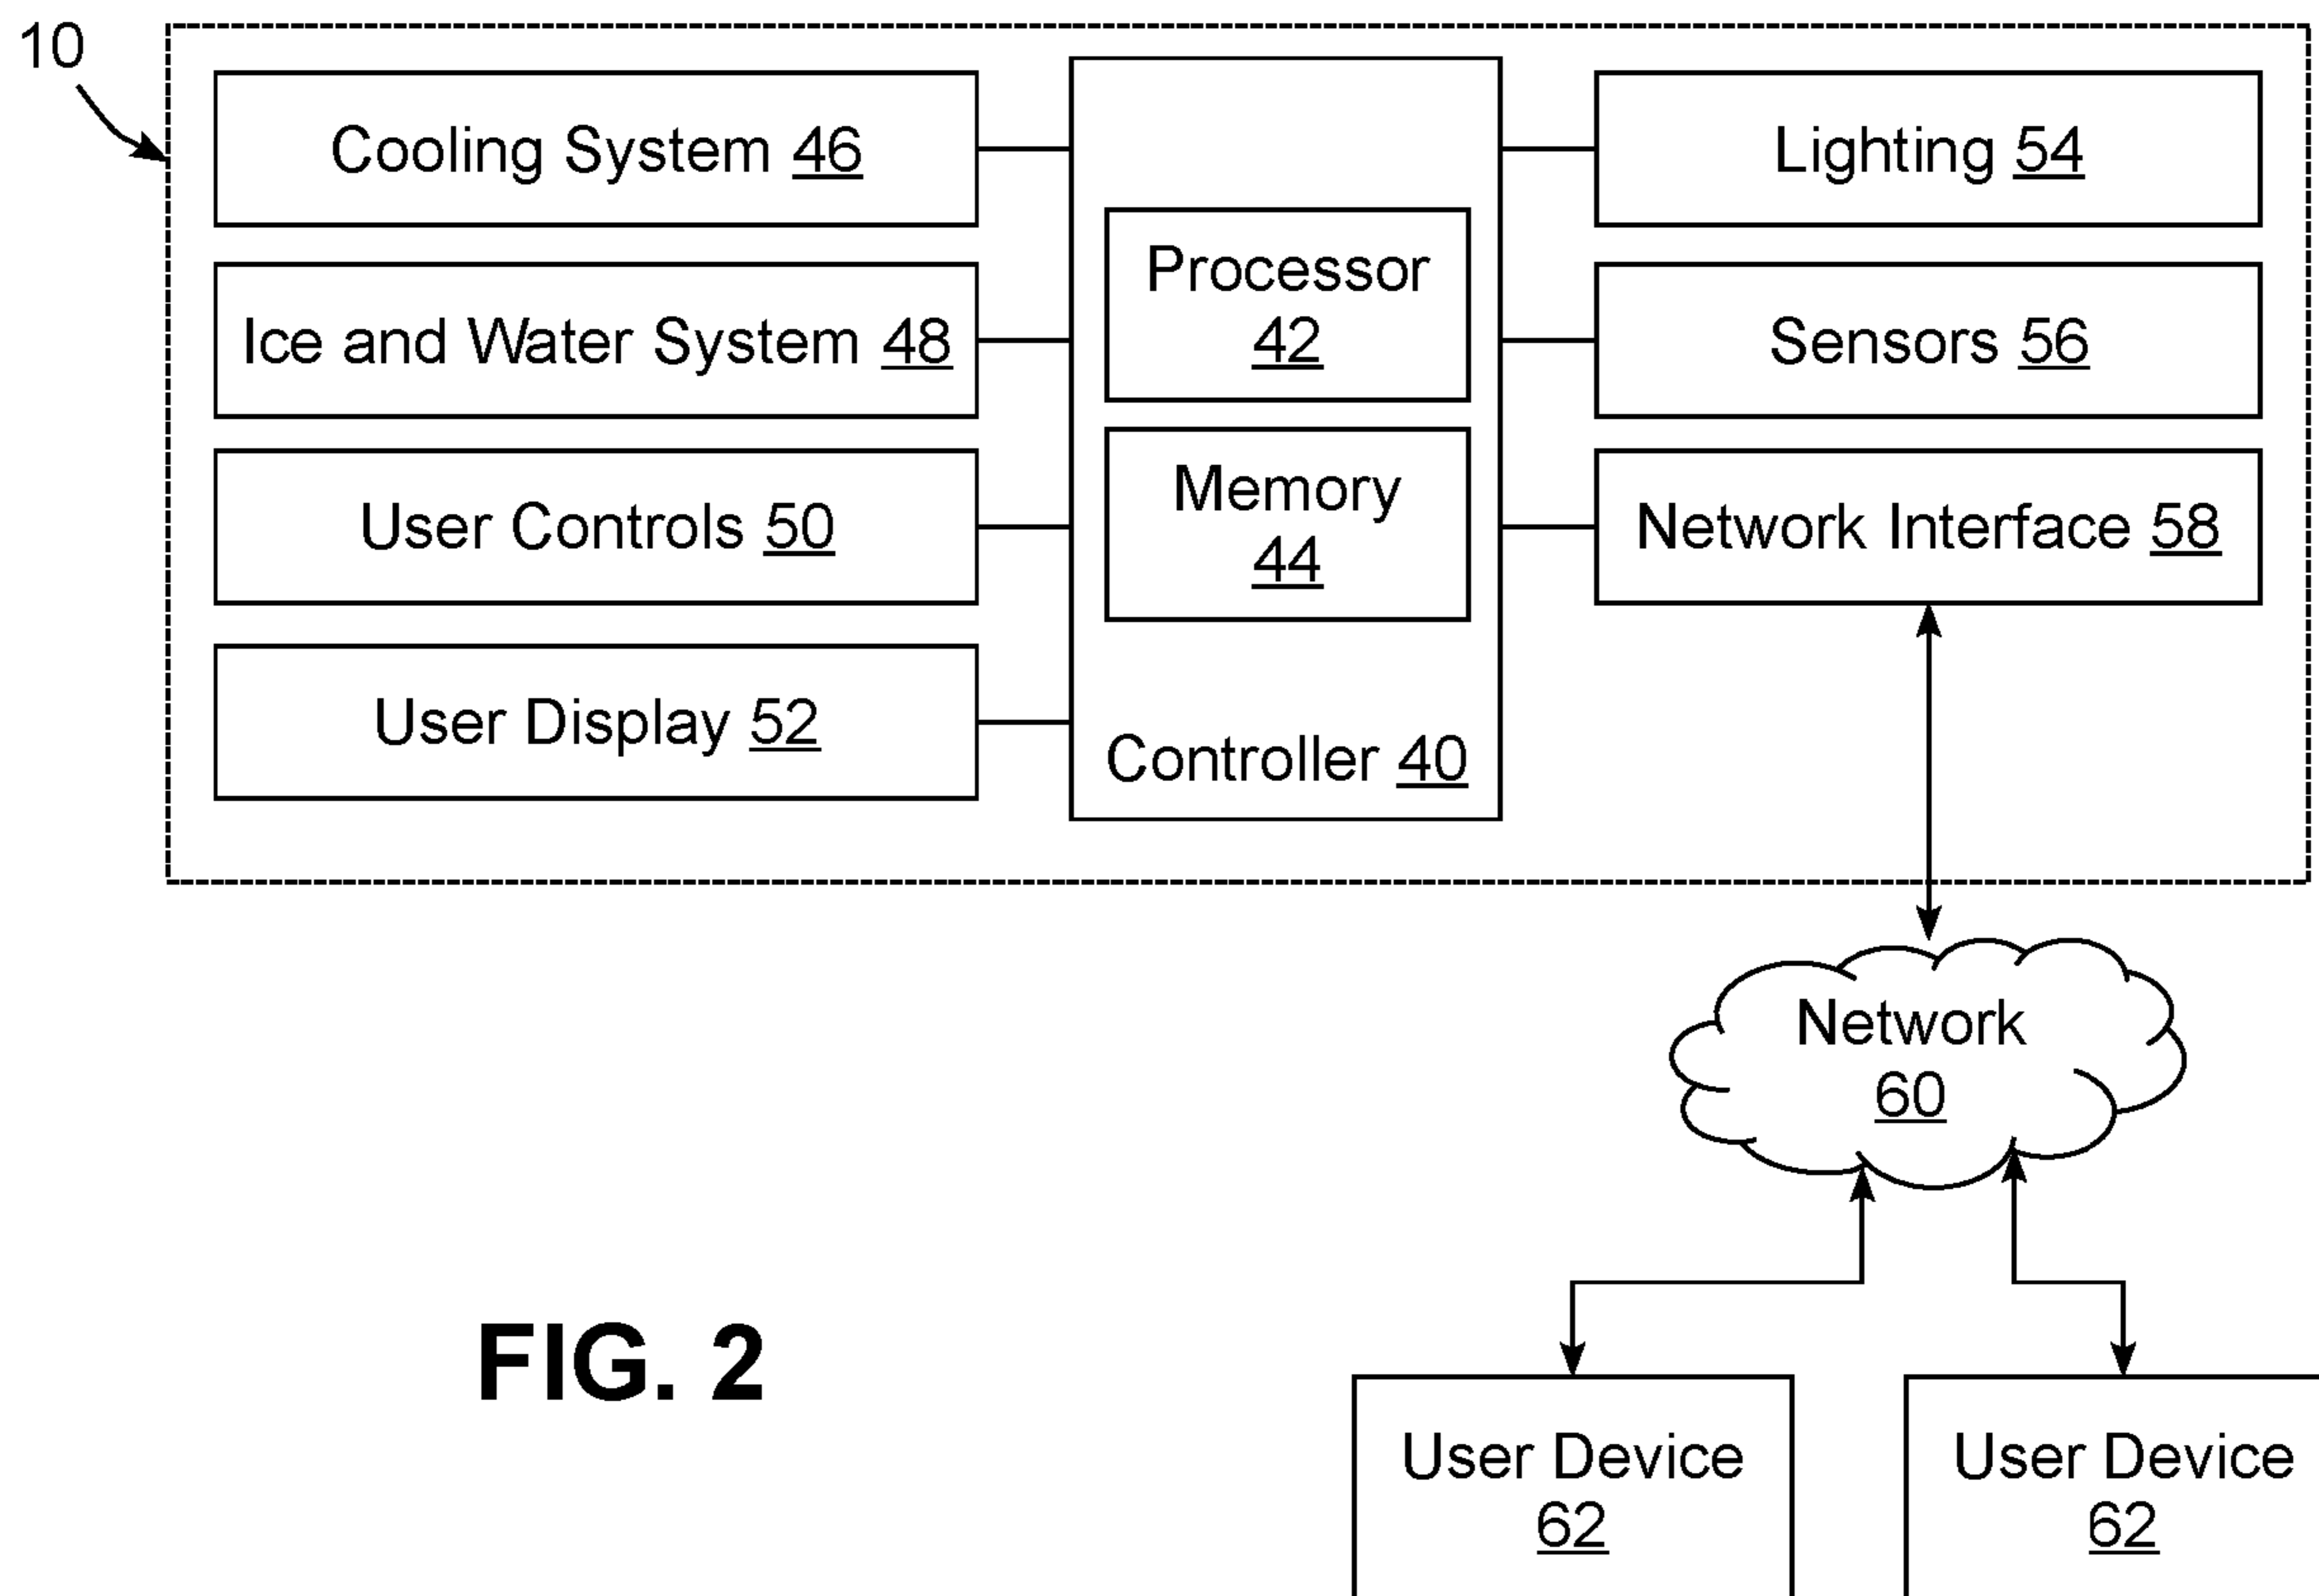 10
Cooling System 46
Ice and Water System 48
User Controls 50
User Display 52
Processor
42
Memory
44
Controller 40
Lighting 54
Sensors 56
Network Interface 58
Network
60
User Device
62
User Device
62
FIG. 2